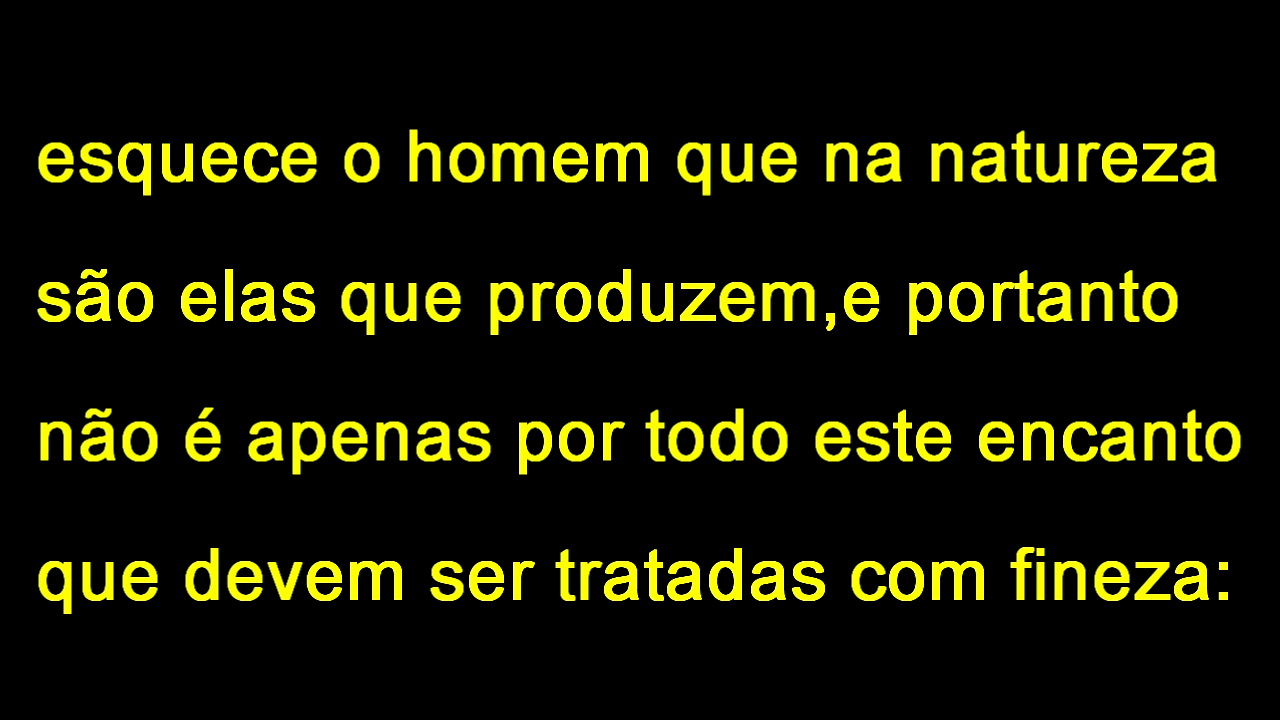 esquece o homem que na natureza
são elas que produzem,e portanto
não é apenas por todo este encanto
que devem ser tratadas com fineza: